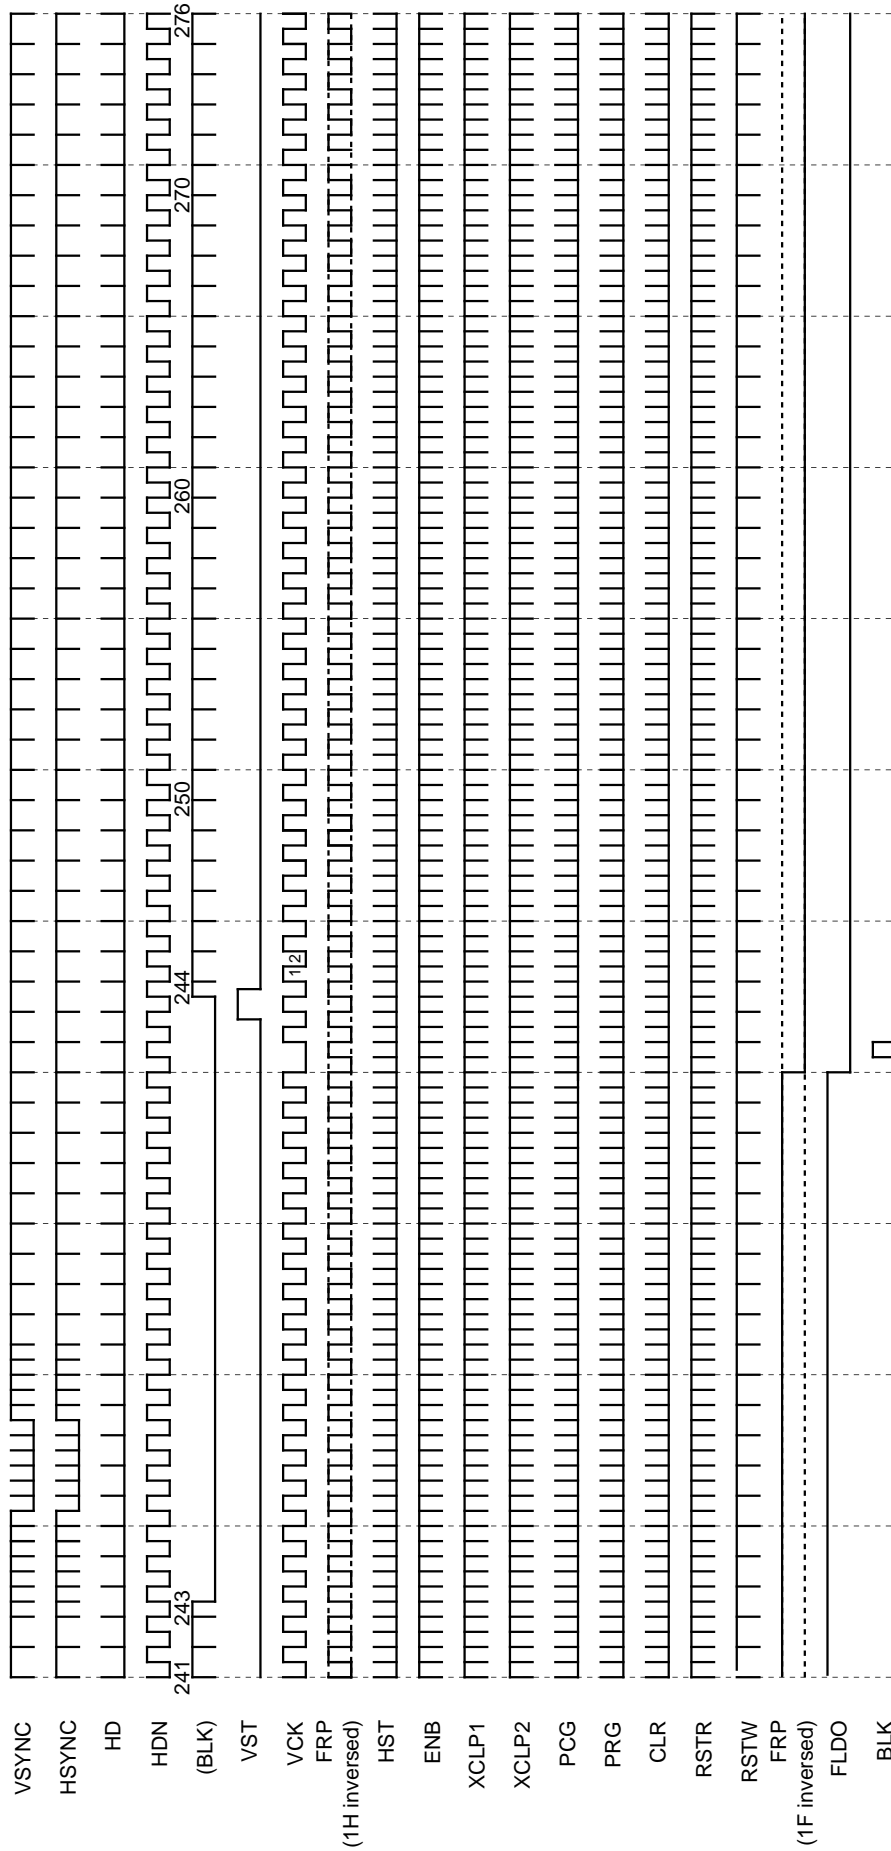 VSYNC
HSYNC
HD
HDN
(BLK)
VST
VCK
FRP
(1H inversed)
HST
ENB
XCLP1
XCLP2
PCG
PRG
CLR
RSTR
RSTW
FRP
(1F inversed)
FLDO
BLK
241
243
244
250
260
270
276
1
2